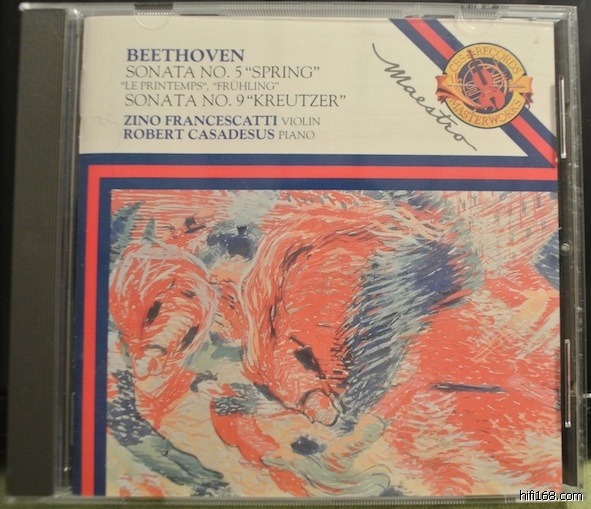 BEETHOVEN
SONATA NO. 5 "SPRING"
"LE PRINTEMPS", "FRÜHLING"
SONATA NO. 9 "KREUTZER"
ZINO FRANCESCATTI VIOLIN
ROBERT CASADESUS PIANO
Maestro
CBS RECORDS
MASTERWORKS
hifi168.com